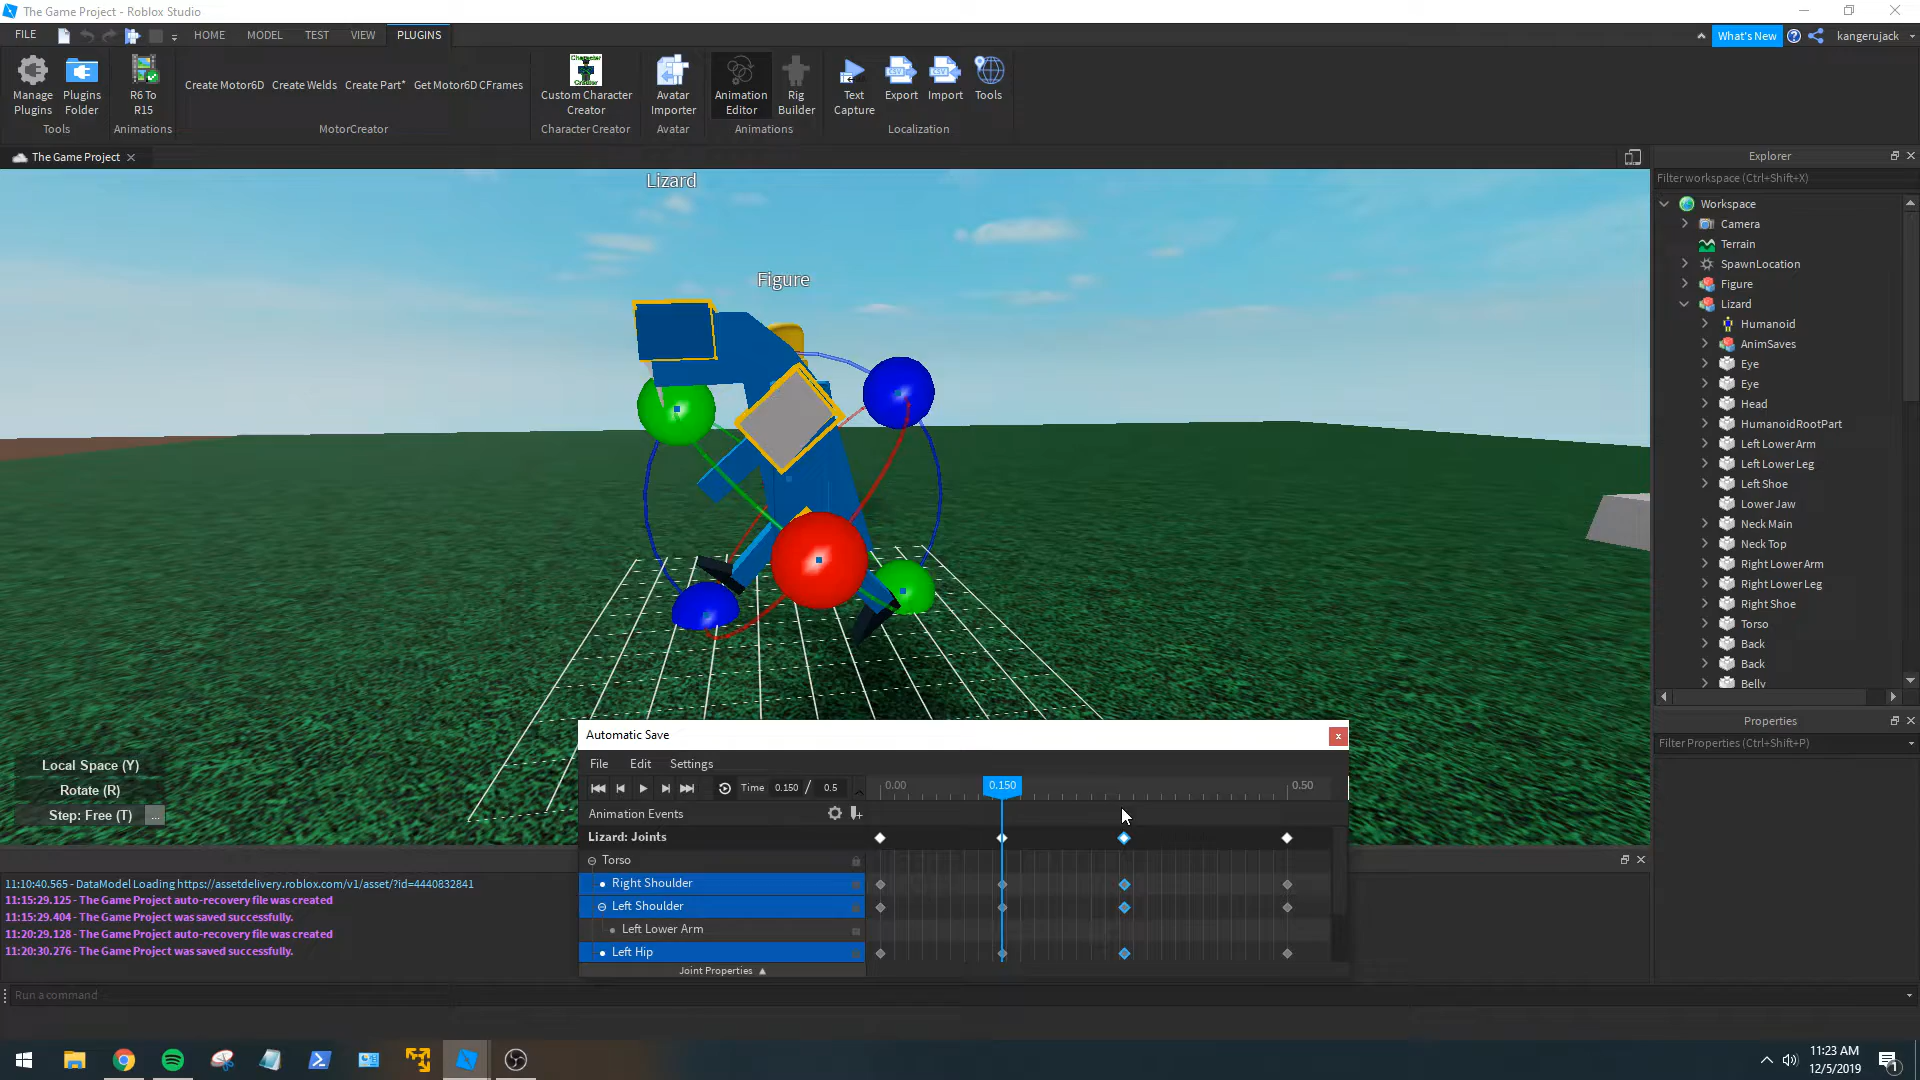 The Game Project - Roblox Studio
FILE
HOME
MODEL
TEST
VIEW
PLUGINS
What's New
kangerujack
Manage Plugins
Plugins Folder
Tools
R6 To R15
Animations
Create Motor6D
Create Welds
Create Part*
Get Motor6D CFrames
MotorCreator
Character Creator
Custom Character Creator
Character Creator
Avatar Importer
Avatar
Animation Editor
Rig Builder
Animations
Text Capture
CSV
Export
CSV
Import
Tools
Localization
The Game Project
Lizard
Figure
Local Space (Y)
Rotate (R)
Step: Free (T)
...
Explorer
Filter workspace (Ctrl+Shift+X)
Workspace
Camera
Terrain
SpawnLocation
Figure
Lizard
Humanoid
AnimSaves
Eye
Eye
Head
HumanoidRootPart
Left Lower Arm
Left Lower Leg
Left Shoe
Lower Jaw
Neck Main
Neck Top
Right Lower Arm
Right Lower Leg
Right Shoe
Torso
Back
Back
Belly
Properties
Filter Properties (Ctrl+Shift+P)
Automatic Save
File
Edit
Settings
Time 0.150 / 0.5
0.00
0.150
0.50
Animation Events
Lizard: Joints
Torso
Right Shoulder
Left Shoulder
Left Lower Arm
Left Hip
Joint Properties
11:10:40.565 - DataModel Loading https://assetdelivery.roblox.com/v1/asset/?id=4440832841
11:15:29.125 - The Game Project auto-recovery file was created
11:15:29.404 - The Game Project was saved successfully.
11:20:29.128 - The Game Project auto-recovery file was created
11:20:30.276 - The Game Project was saved successfully.
Run a command
11:23 AM
12/5/2019
1